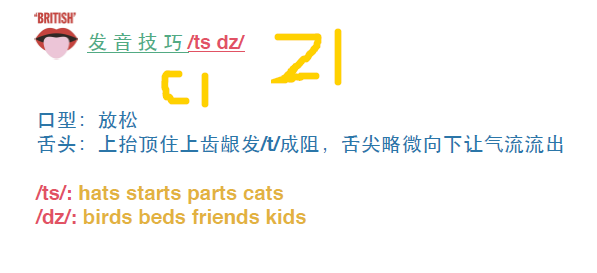 "BRITISH"
发音技巧/ts dz/
ci zi
口型：放松
舌头：上抬顶住上齿龈发/t/成阻，舌尖略微向下让气流流出
/ts/: hats starts parts cats
/dz/: birds beds friends kids